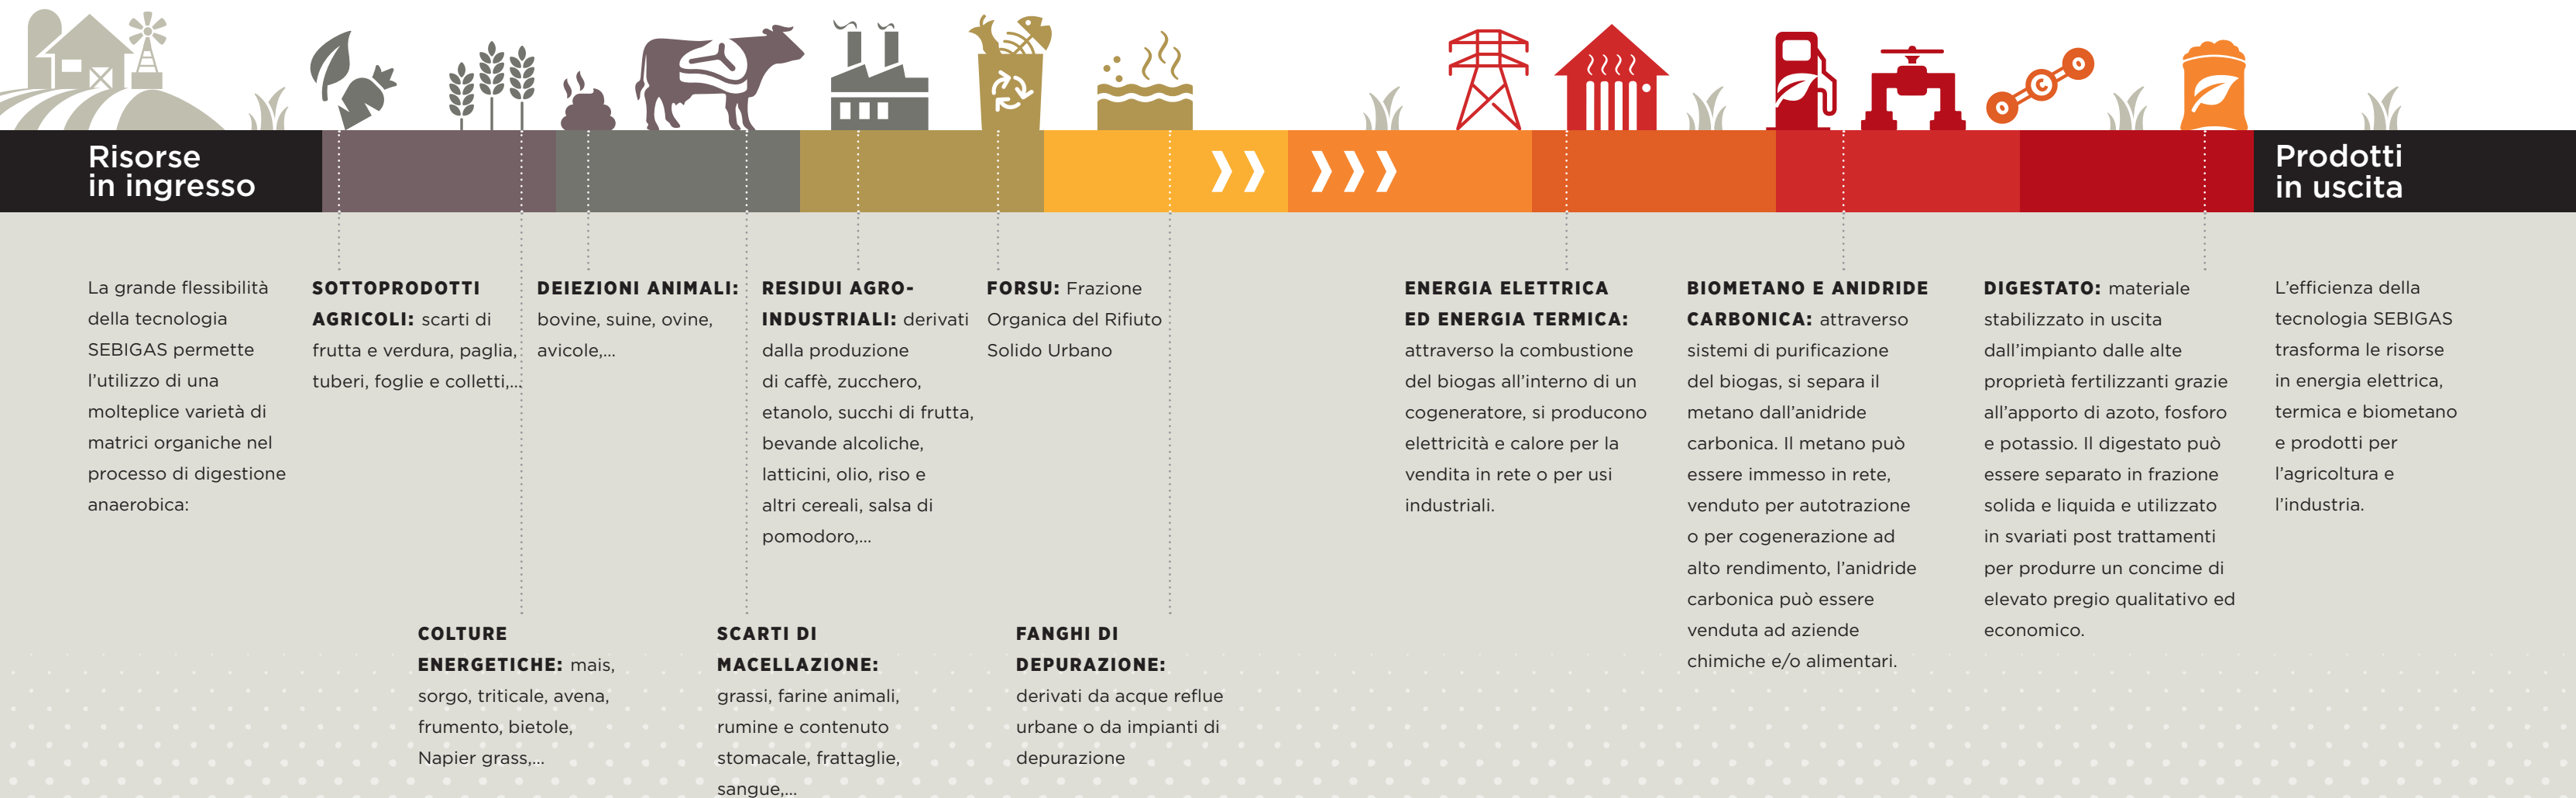 Risorse
in ingresso
Prodotti
in uscita
La grande flessibilità
della tecnologia
SEBIGAS permette
l’utilizzo di una
molteplice varietà di
matrici organiche nel
processo di digestione
anaerobica:
SOTTOPRODOTTI
AGRICOLI: scarti di
frutta e verdura, paglia,
tuberi, foglie e colletti,...
DEIEZIONI ANIMALI:
bovine, suine, ovine,
avicole,...
RESIDUI AGRO-
INDUSTRIALI: derivati
dalla produzione
di caffè, zucchero,
etanolo, succhi di frutta,
bevande alcoliche,
latticini, olio, riso e
altri cereali, salsa di
pomodoro,...
FORSU: Frazione
Organica del Rifiuto
Solido Urbano
COLTURE
ENERGETICHE: mais,
sorgo, triticale, avena,
frumento, bietole,
Napier grass,...
SCARTI DI
MACELLAZIONE:
grassi, farine animali,
rumine e contenuto
stomacale, frattaglie,
sangue,...
FANGHI DI
DEPURAZIONE:
derivati da acque reflue
urbane o da impianti di
depurazione
ENERGIA ELETTRICA
ED ENERGIA TERMICA:
attraverso la combustione
del biogas all’interno di un
cogeneratore, si producono
elettricità e calore per la
vendita in rete o per usi
industriali.
O C O
BIOMETANO E ANIDRIDE
CARBONICA: attraverso
sistemi di purificazione
del biogas, si separa il
metano dall’anidride
carbonica. Il metano può
essere immesso in rete,
venduto per autotrazione
o per cogenerazione ad
alto rendimento, l’anidride
carbonica può essere
venduta ad aziende
chimiche e/o alimentari.
DIGESTATO: materiale
stabilizzato in uscita
dall’impianto dalle alte
proprietà fertilizzanti grazie
all’apporto di azoto, fosforo
e potassio. Il digestato può
essere separato in frazione
solida e liquida e utilizzato
in svariati post trattamenti
per produrre un concime di
elevato pregio qualitativo ed
economico.
L’efficienza della
tecnologia SEBIGAS
trasforma le risorse
in energia elettrica,
termica e biometano
e prodotti per
l’agricoltura e
l’industria.